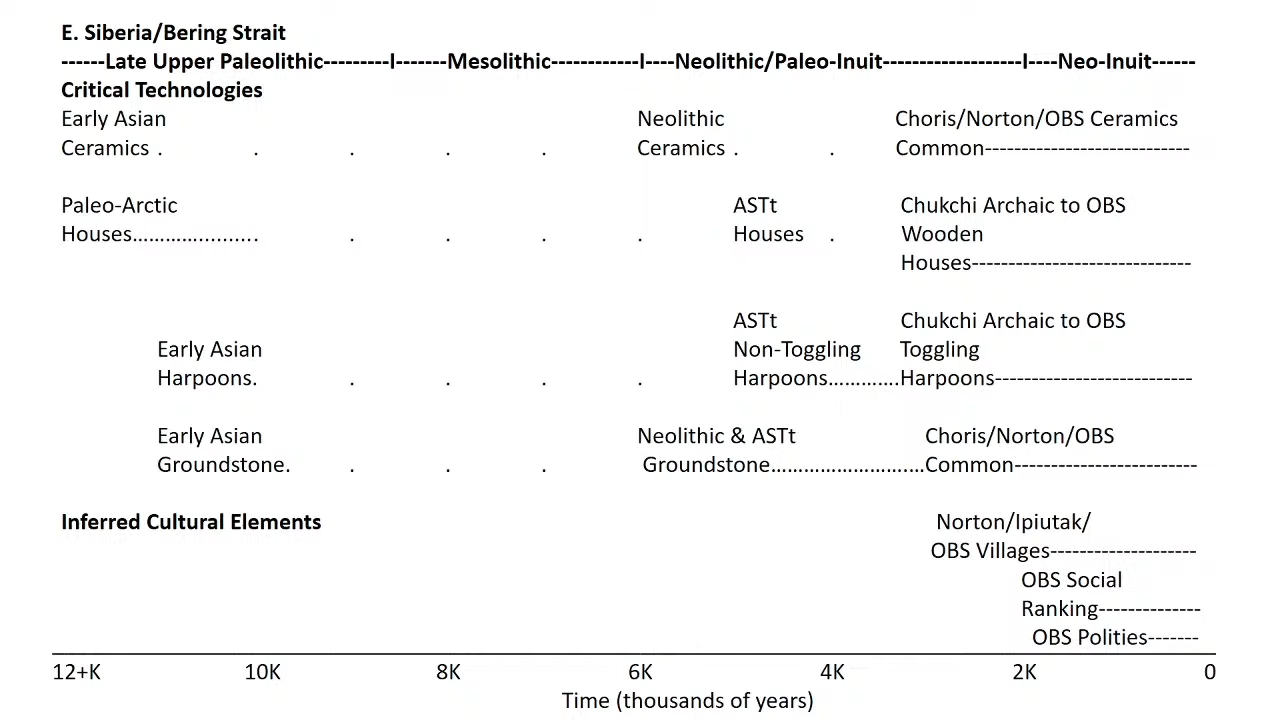 E. Siberia/Bering Strait
------Late Upper Paleolithic---------I-------Mesolithic------------I----Neolithic/Paleo-Inuit-------------------I----Neo-Inuit------
Critical Technologies
Early Asian Neolithic Choris/Norton/OBS Ceramics
Ceramics . . . . . Ceramics . . Common----------------------------
Paleo-Arctic ASTt Chukchi Archaic to OBS
Houses…………......... . . . . Houses . Wooden
Houses------------------------------
ASTt Chukchi Archaic to OBS
Early Asian Non-Toggling Toggling
Harpoons. . . . . Harpoons………….Harpoons---------------------------
Early Asian Neolithic & ASTt Choris/Norton/OBS
Groundstone. . . . Groundstone……………………....Common-------------------------
Inferred Cultural Elements Norton/Ipiutak/
OBS Villages--------------------
OBS Social
Ranking--------------
OBS Polities-------
12+K 10K 8K 6K 4K 2K 0
Time (thousands of years)